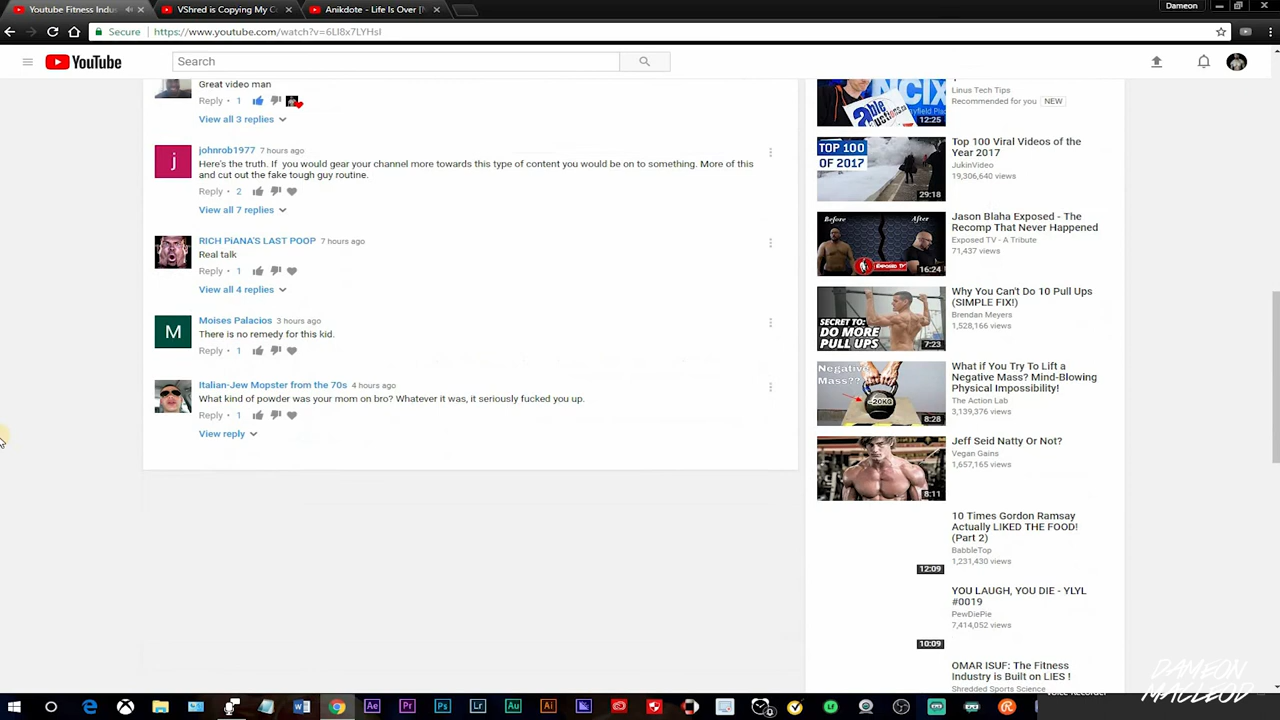 Youtube Fitness Indu
VShred is Copying My C
Anikdote - Life Is Over [
Dameon
Secure
https://www.youtube.com/watch?v=6LI8x7LYHsI
YouTube
Search
Great video man
Reply • 1
View all 3 replies
johnrob1977 7 hours ago
Here's the truth. If you would gear your channel more towards this type of content you would be on to something. More of this
and cut out the fake tough guy routine.
Reply • 2
View all 7 replies
RICH PiANA'S LAST POOP 7 hours ago
Real talk
Reply • 1
View all 4 replies
M
Moises Palacios 3 hours ago
There is no remedy for this kid.
Reply • 1
Italian-Jew Mopster from the 70s 4 hours ago
What kind of powder was your mom on bro? Whatever it was, it seriously fucked you up.
Reply • 1
View reply
NCIX
able
auctions
12:25
Linus Tech Tips
Recommended for you NEW
TOP 100
OF 2017
29:18
Top 100 Viral Videos of the
Year 2017
JukinVideo
19,306,640 views
Before After
EXPOSED TV
16:24
Jason Blaha Exposed - The
Recomp That Never Happened
Exposed TV - A Tribute
71,437 views
SECRET TO:
DO MORE
PULL UPS
7:23
Why You Can't Do 10 Pull Ups
(SIMPLE FIX!)
Brendan Meyers
1,528,166 views
Negative
Mass??
-20KG
8:28
What if You Try To Lift a
Negative Mass? Mind-Blowing
Physical Impossibility!
The Action Lab
3,139,376 views
8:11
Jeff Seid Natty Or Not?
Vegan Gains
1,657,165 views
12:09
10 Times Gordon Ramsay
Actually LIKED THE FOOD!
(Part 2)
BabbleTop
1,231,430 views
10:09
YOU LAUGH, YOU DIE - YLYL
#0019
PewDiePie
7,414,052 views
OMAR ISUF: The Fitness
Industry is Built on LIES !
Shredded Sports Science
Voice Recorder
DAMEON
MACLEOD